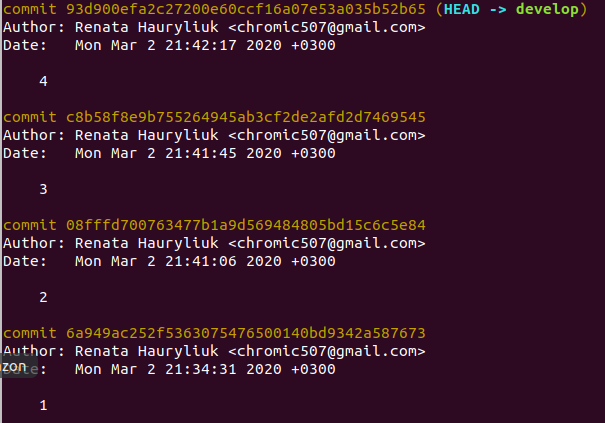 commit 93d900efa2c27200e60ccf16a07e53a035b52b65 (HEAD -> develop)
Author: Renata Hauryliuk <chromic507@gmail.com>
Date:   Mon Mar 2 21:42:17 2020 +0300
4
commit c8b58f8e9b755264945ab3cf2de2afd2d7469545
Author: Renata Hauryliuk <chromic507@gmail.com>
Date:   Mon Mar 2 21:41:45 2020 +0300
3
commit 08fffd700763477b1a9d569484805bd15c6c5e84
Author: Renata Hauryliuk <chromic507@gmail.com>
Date:   Mon Mar 2 21:41:06 2020 +0300
2
commit 6a949ac252f5363075476500140bd9342a587673
Author: Renata Hauryliuk <chromic507@gmail.com>
zon
Date:   Mon Mar 2 21:34:31 2020 +0300
1